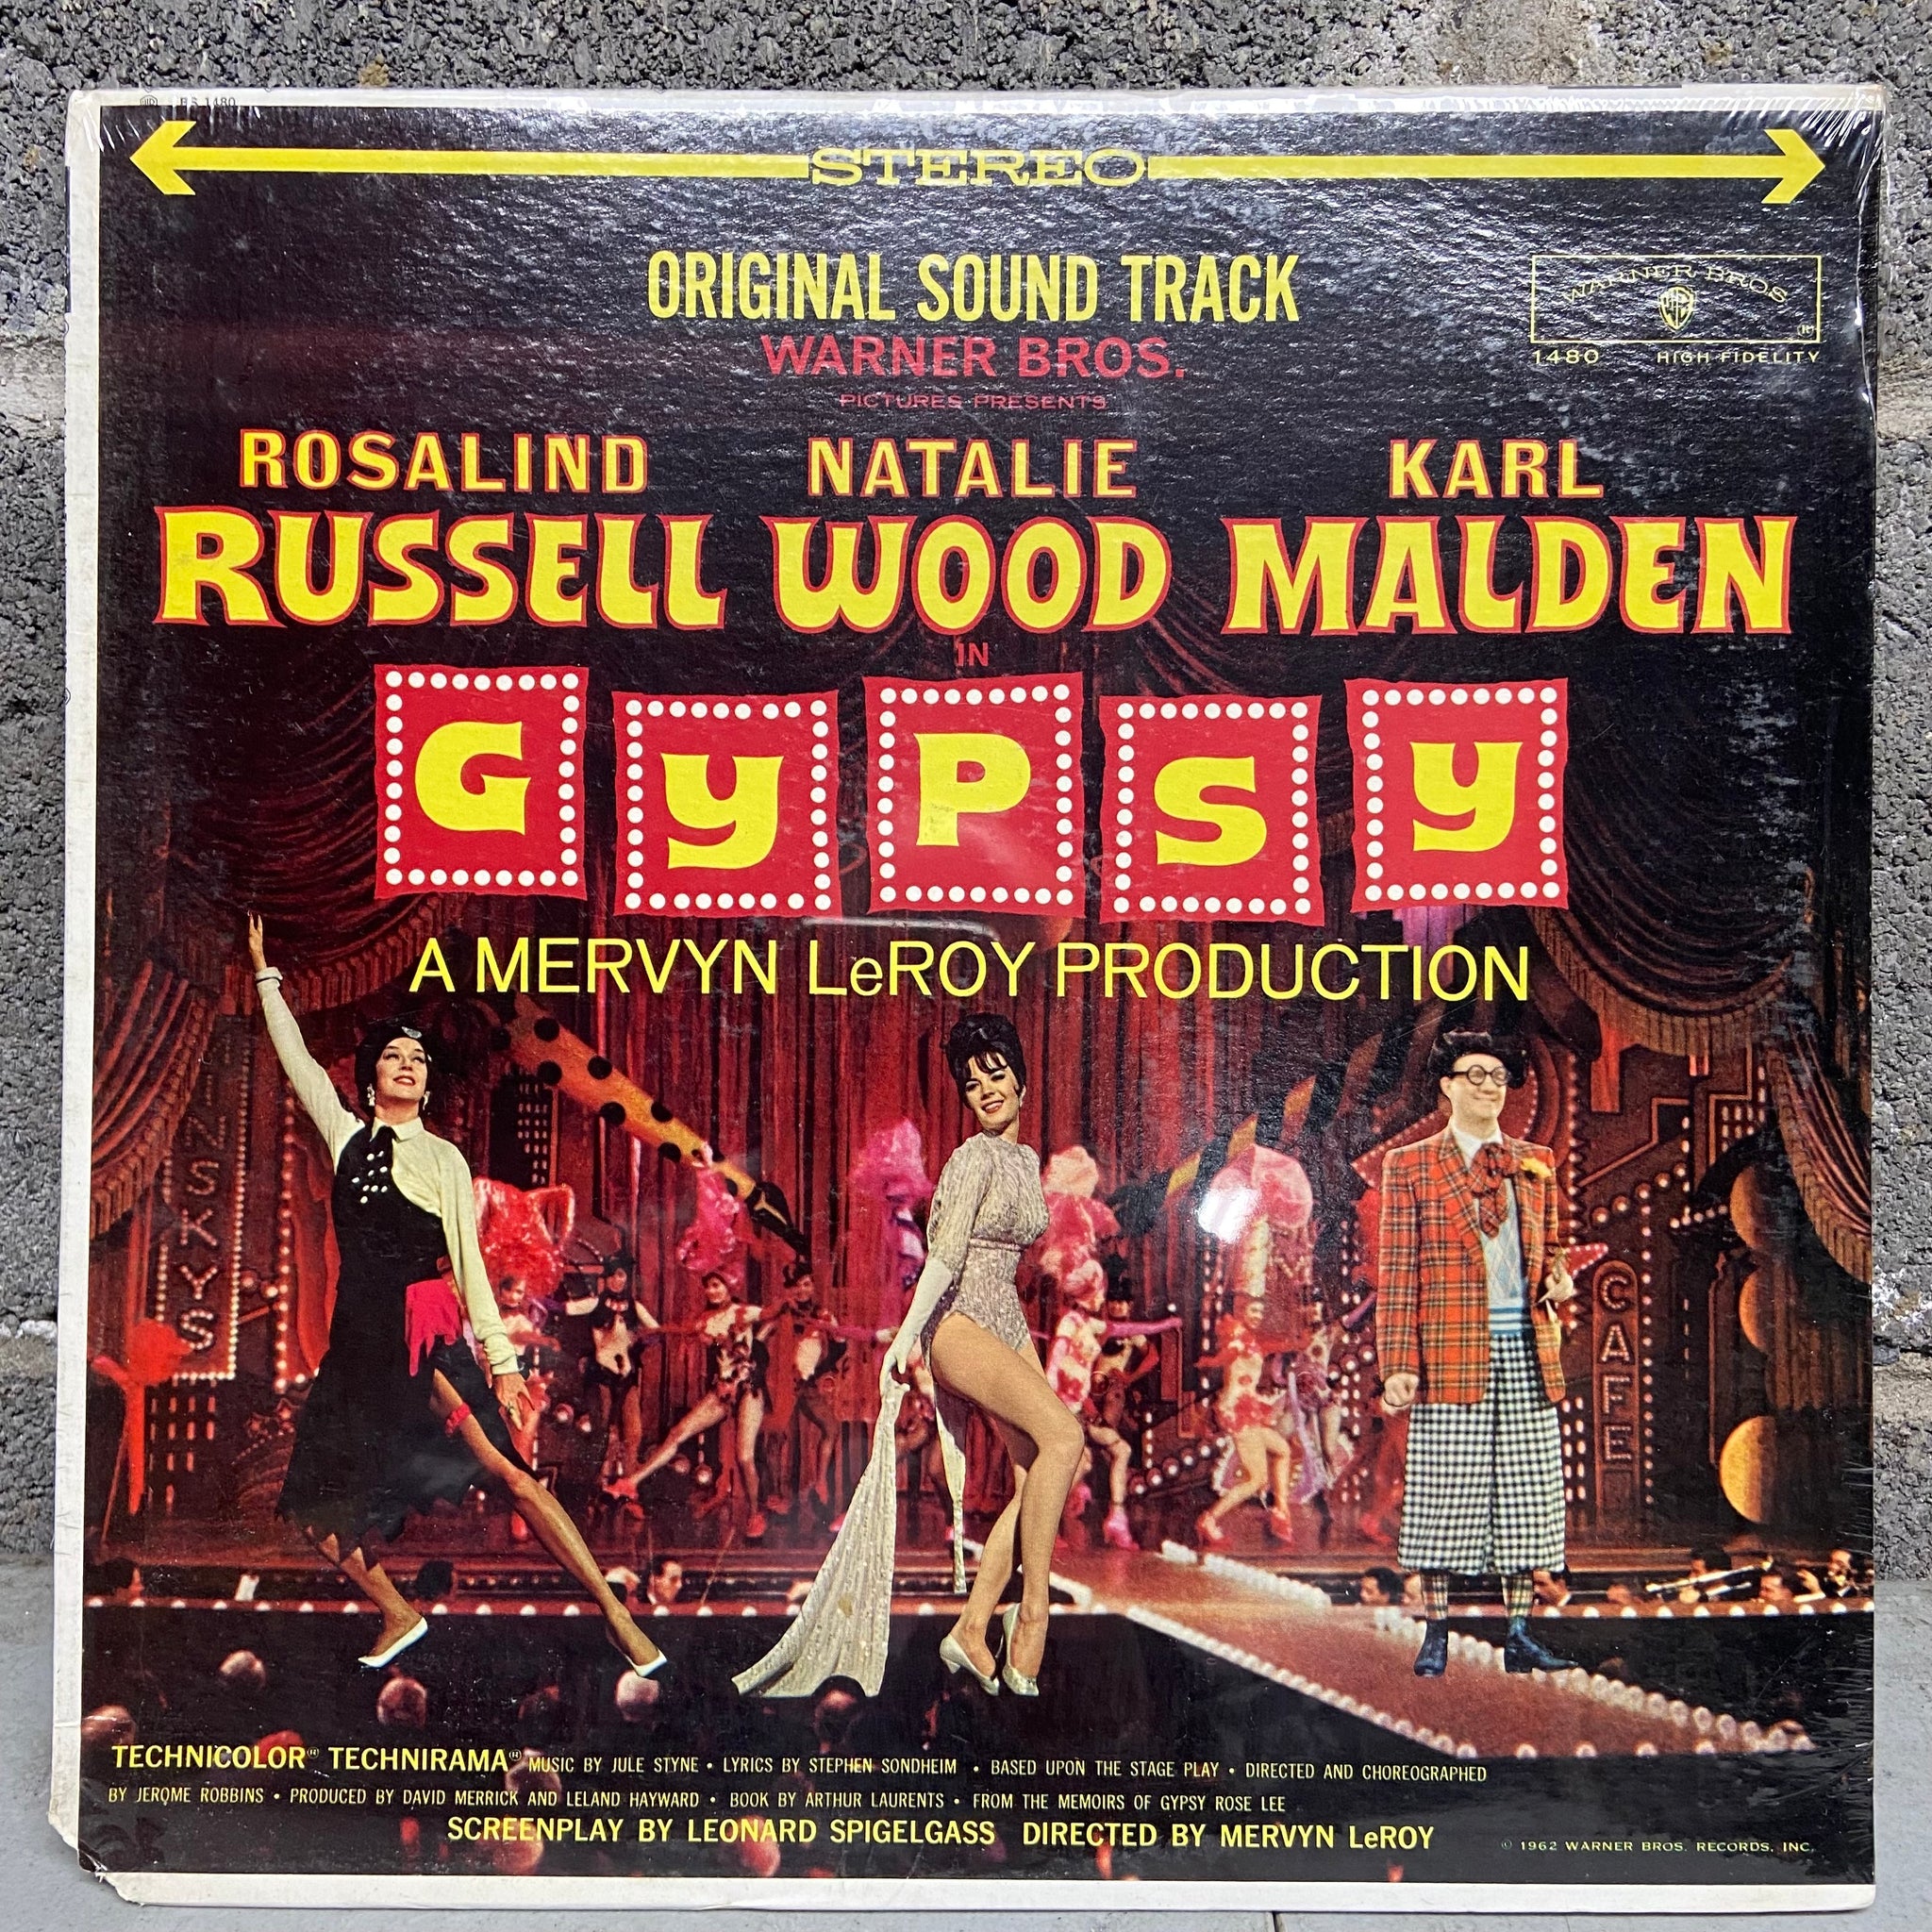 BS 1480
STEREO
ORIGINAL SOUND TRACK
WARNER BROS.
PICTURES PRESENTS
WARNER BROS
WB
®
1480 HIGH FIDELITY
ROSALIND NATALIE KARL
RUSSELL WOOD MALDEN
IN
GyPSy
A MERVYN LeROY PRODUCTION
NSKYS
CAFE
TECHNICOLOR® TECHNIRAMA® MUSIC BY JULE STYNE • LYRICS BY STEPHEN SONDHEIM • BASED UPON THE STAGE PLAY • DIRECTED AND CHOREOGRAPHED
BY JEROME ROBBINS • PRODUCED BY DAVID MERRICK AND LELAND HAYWARD • BOOK BY ARTHUR LAURENTS • FROM THE MEMOIRS OF GYPSY ROSE LEE
SCREENPLAY BY LEONARD SPIGELGASS DIRECTED BY MERVYN LeROY
© 1962 WARNER BROS. RECORDS, INC.